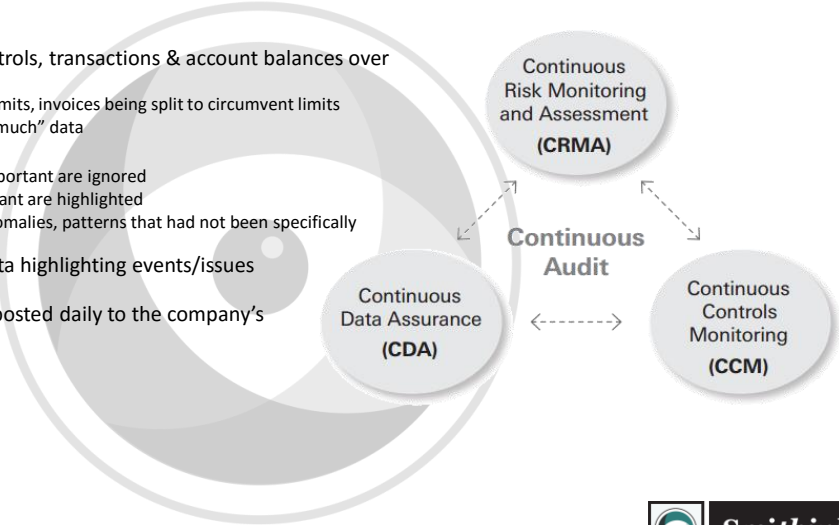 trols, transactions & account balances over
mits, invoices being split to circumvent limits
much” data
portant are ignored
ant are highlighted
omalies, patterns that had not been specifically
ta highlighting events/issues
posted daily to the company’s
Continuous
Risk Monitoring
and Assessment
(CRMA)
Continuous
Audit
Continuous
Data Assurance
(CDA)
Continuous
Controls
Monitoring
(CCM)